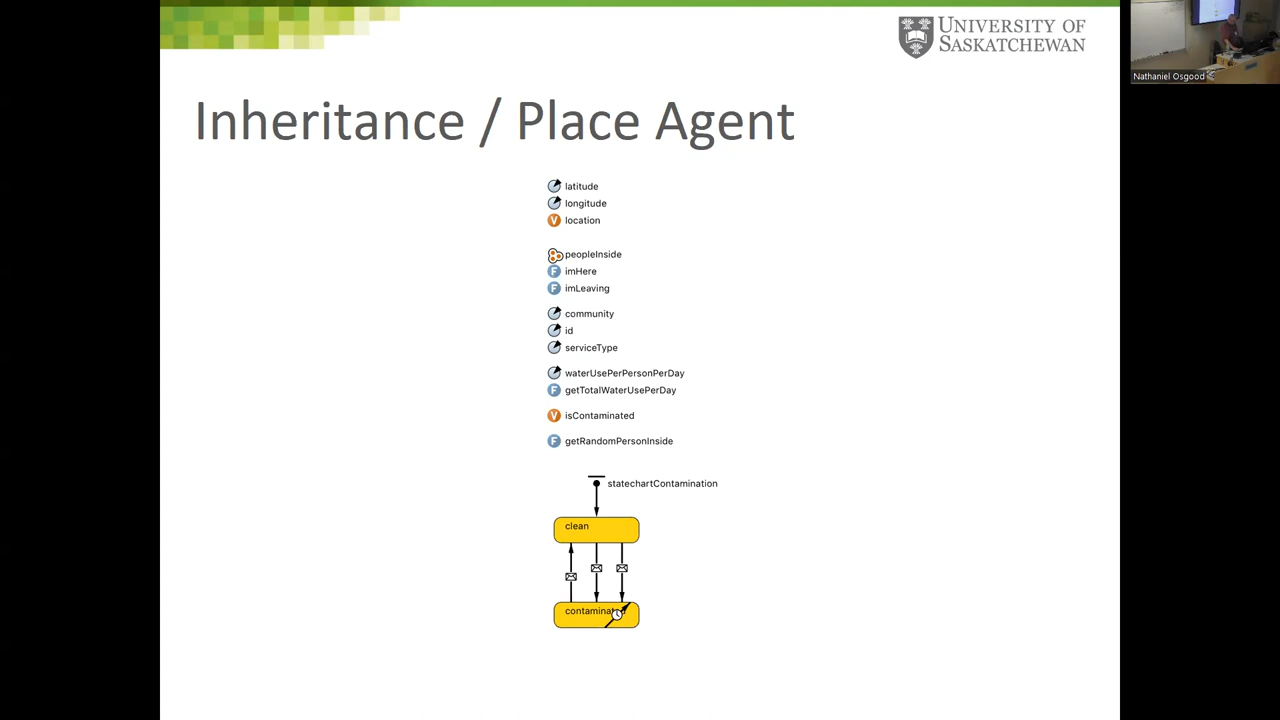 UNIVERSITY OF
SASKATCHEWAN
Nathaniel Osgood
Inheritance / Place Agent
latitude
longitude
V location
peopleInside
F imHere
F imLeaving
community
id
serviceType
waterUsePerPersonPerDay
F getTotalWaterUsePerDay
V isContaminated
F getRandomPersonInside
statechartContamination
clean
contaminated